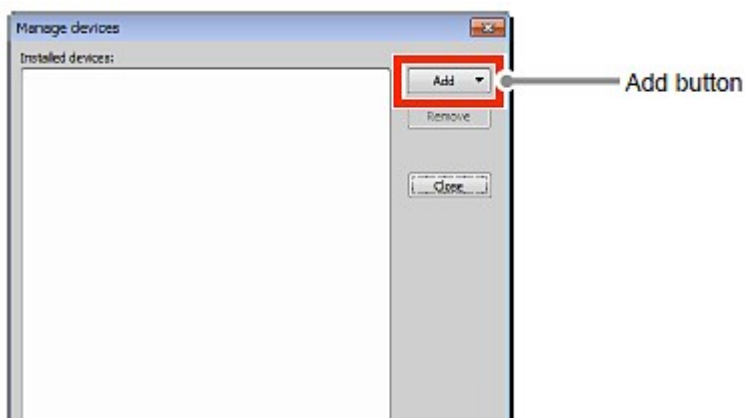 Manage devices
Installed devices:
Add
Add button
Remove
Close